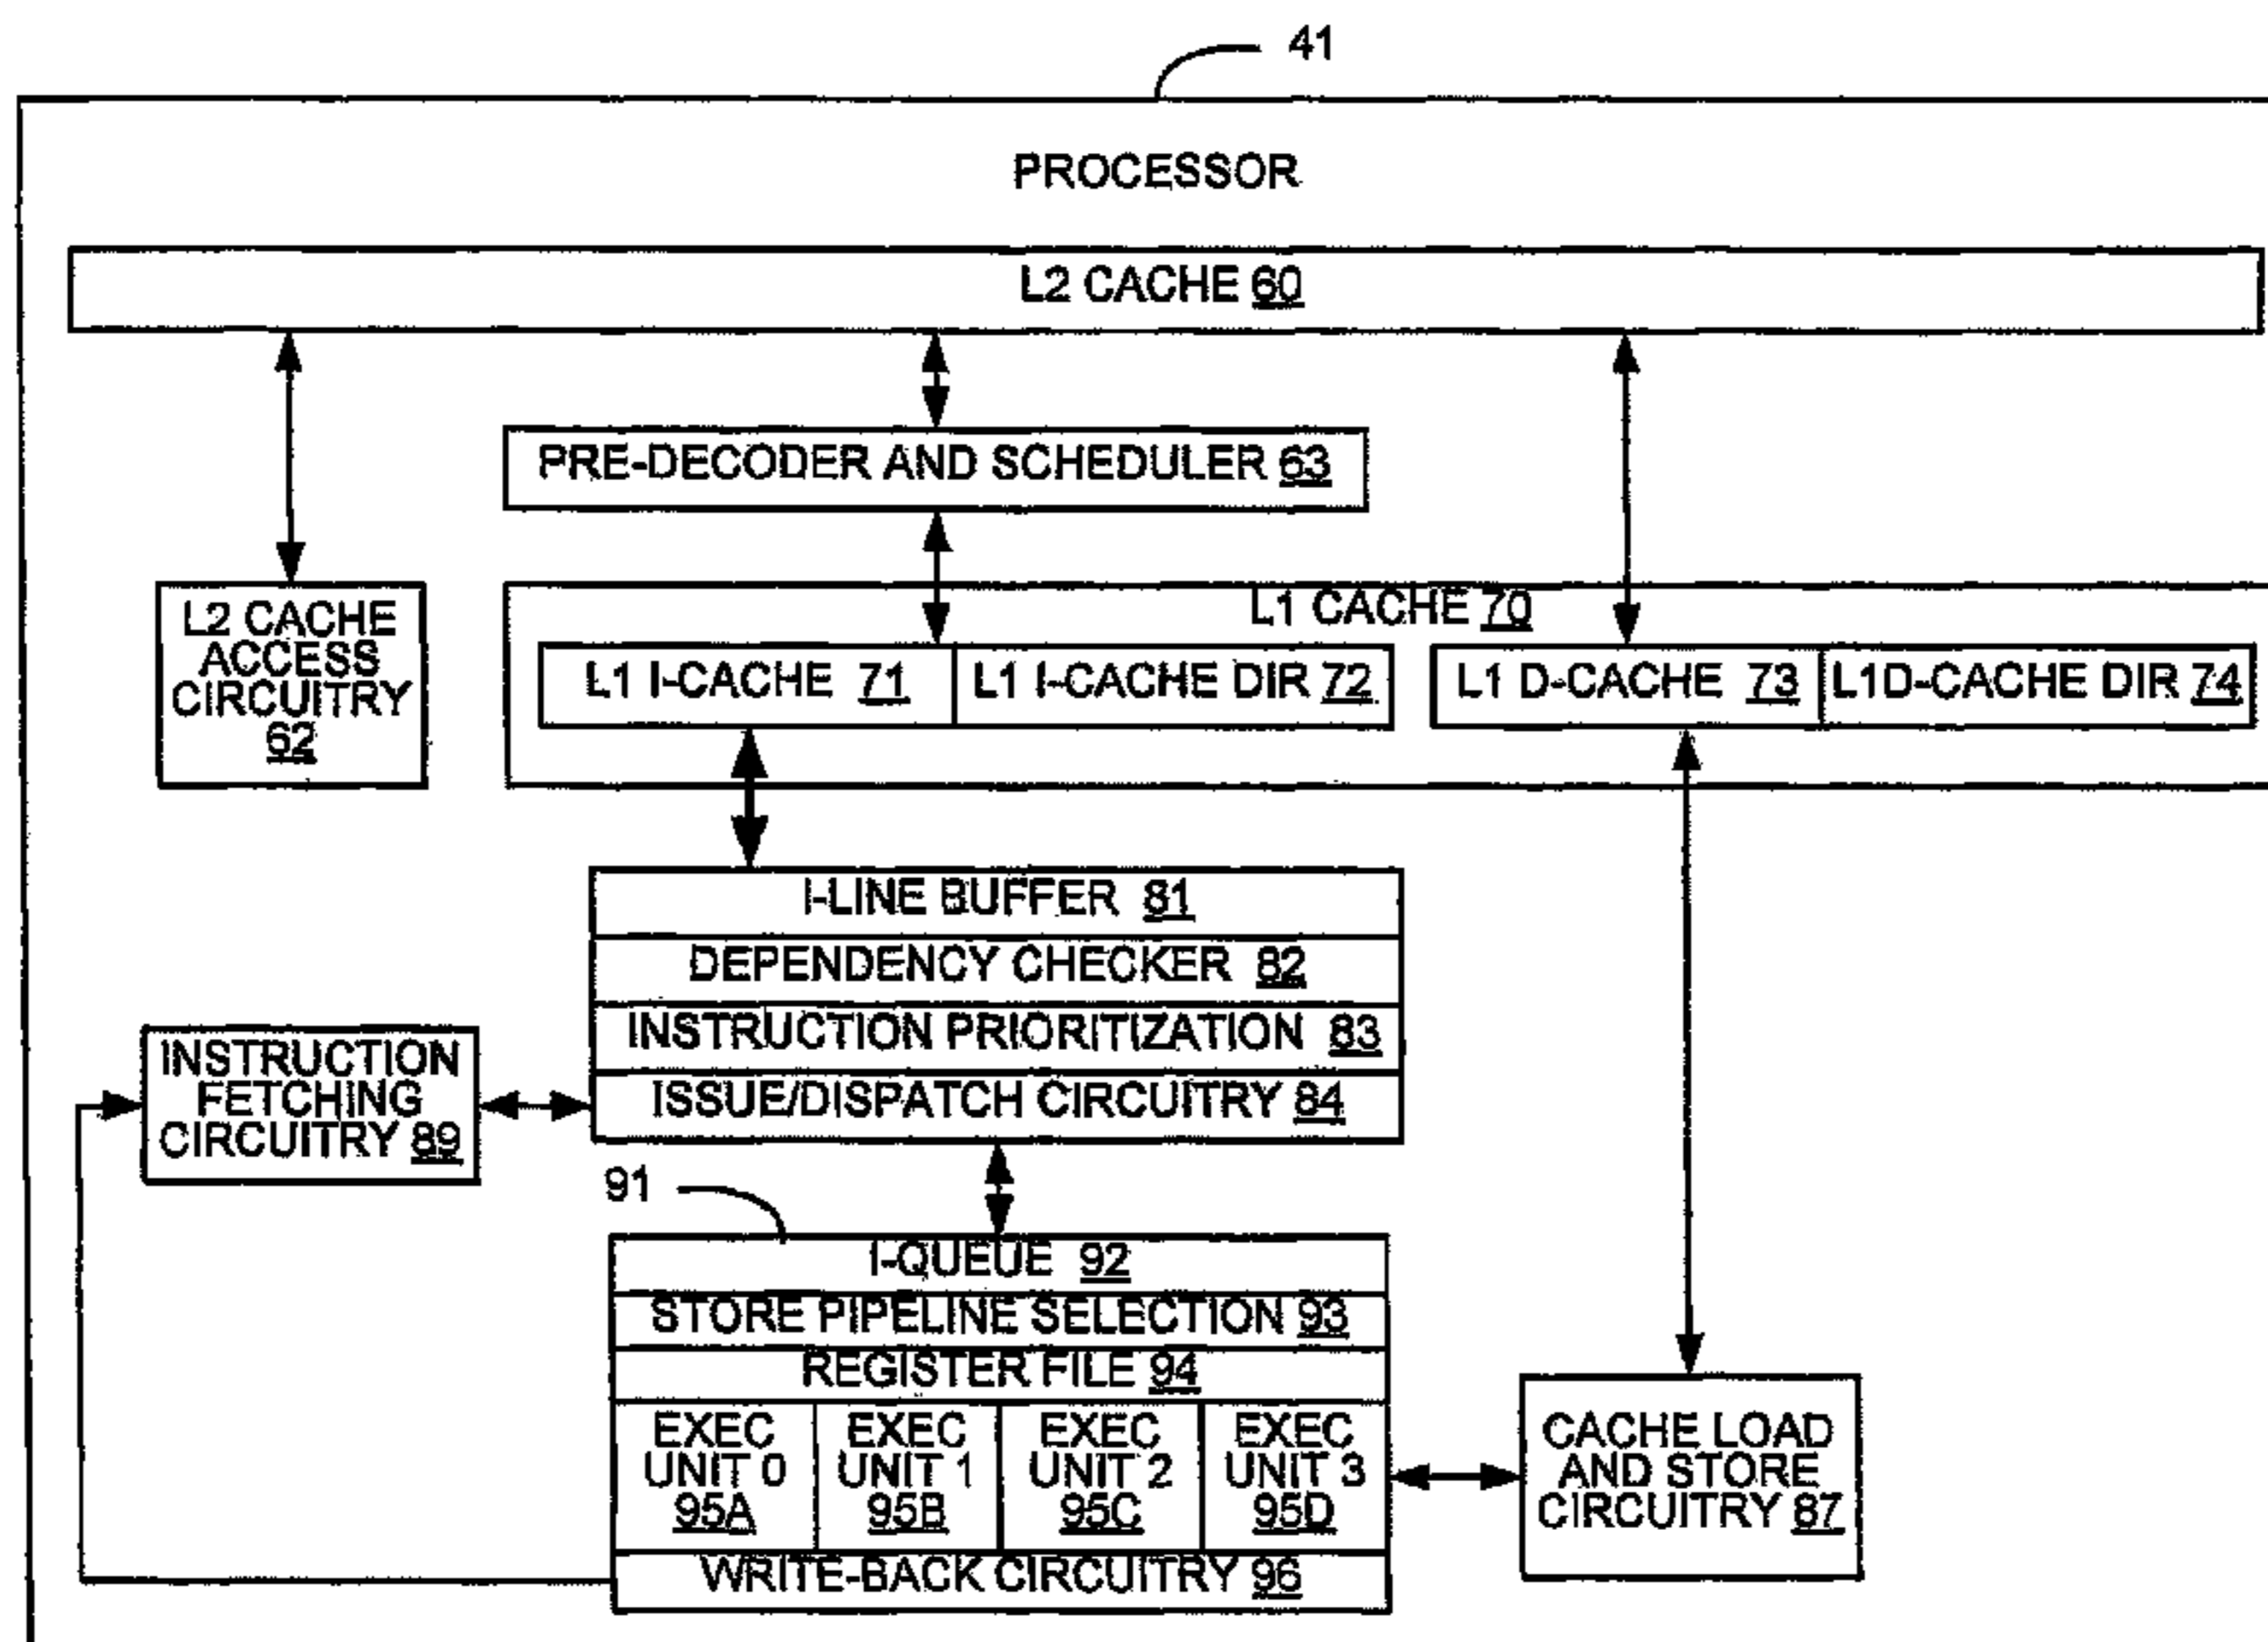 41
PROCESSOR
L2 CACHE 60
PRE-DECODER AND SCHEDULER 63
L2 CACHE
ACCESS
CIRCUITRY
62
L1 CACHE 70
L1 I-CACHE 71
L1 I-CACHE DIR 72
L1 D-CACHE 73
L1D-CACHE DIR 74
I-LINE BUFFER 81
DEPENDENCY CHECKER 82
INSTRUCTION PRIORITIZATION 83
ISSUE/DISPATCH CIRCUITRY 84
INSTRUCTION
FETCHING
CIRCUITRY 89
91
I-QUEUE 92
STORE PIPELINE SELECTION 93
REGISTER FILE 94
EXEC
UNIT 0
95A
EXEC
UNIT 1
95B
EXEC
UNIT 2
95C
EXEC
UNIT 3
95D
WRITE-BACK CIRCUITRY 96
CACHE LOAD
AND STORE
CIRCUITRY 87